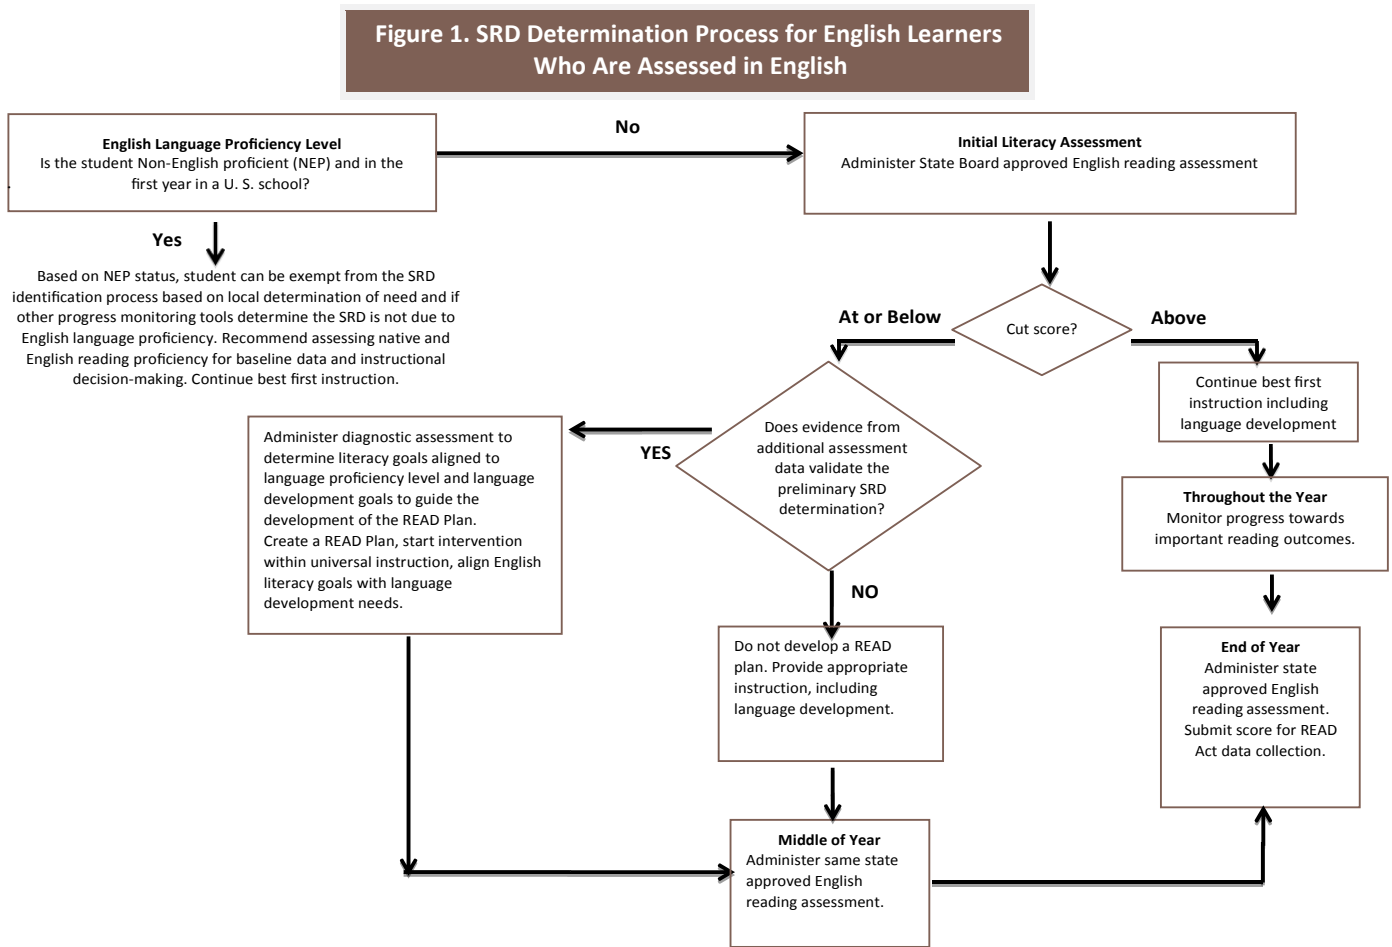 Figure 1. SRD Determination Process for English Learners
Who Are Assessed in English
English Language Proficiency Level
Is the student Non-English proficient (NEP) and in the
first year in a U. S. school?
No
Initial Literacy Assessment
Administer State Board approved English reading assessment
Yes
Based on NEP status, student can be exempt from the SRD
identification process based on local determination of need and if
other progress monitoring tools determine the SRD is not due to
English language proficiency. Recommend assessing native and
English reading proficiency for baseline data and instructional
decision-making. Continue best first instruction.
Cut score?
At or Below
Above
Continue best first
instruction including
language development
Does evidence from
additional assessment
data validate the
preliminary SRD
determination?
YES
Administer diagnostic assessment to
determine literacy goals aligned to
language proficiency level and language
development goals to guide the
development of the READ Plan.
Create a READ Plan, start intervention
within universal instruction, align English
literacy goals with language
development needs.
Throughout the Year
Monitor progress towards
important reading outcomes.
NO
Do not develop a READ
plan. Provide appropriate
instruction, including
language development.
End of Year
Administer state
approved English
reading assessment.
Submit score for READ
Act data collection.
Middle of Year
Administer same state
approved English
reading assessment.